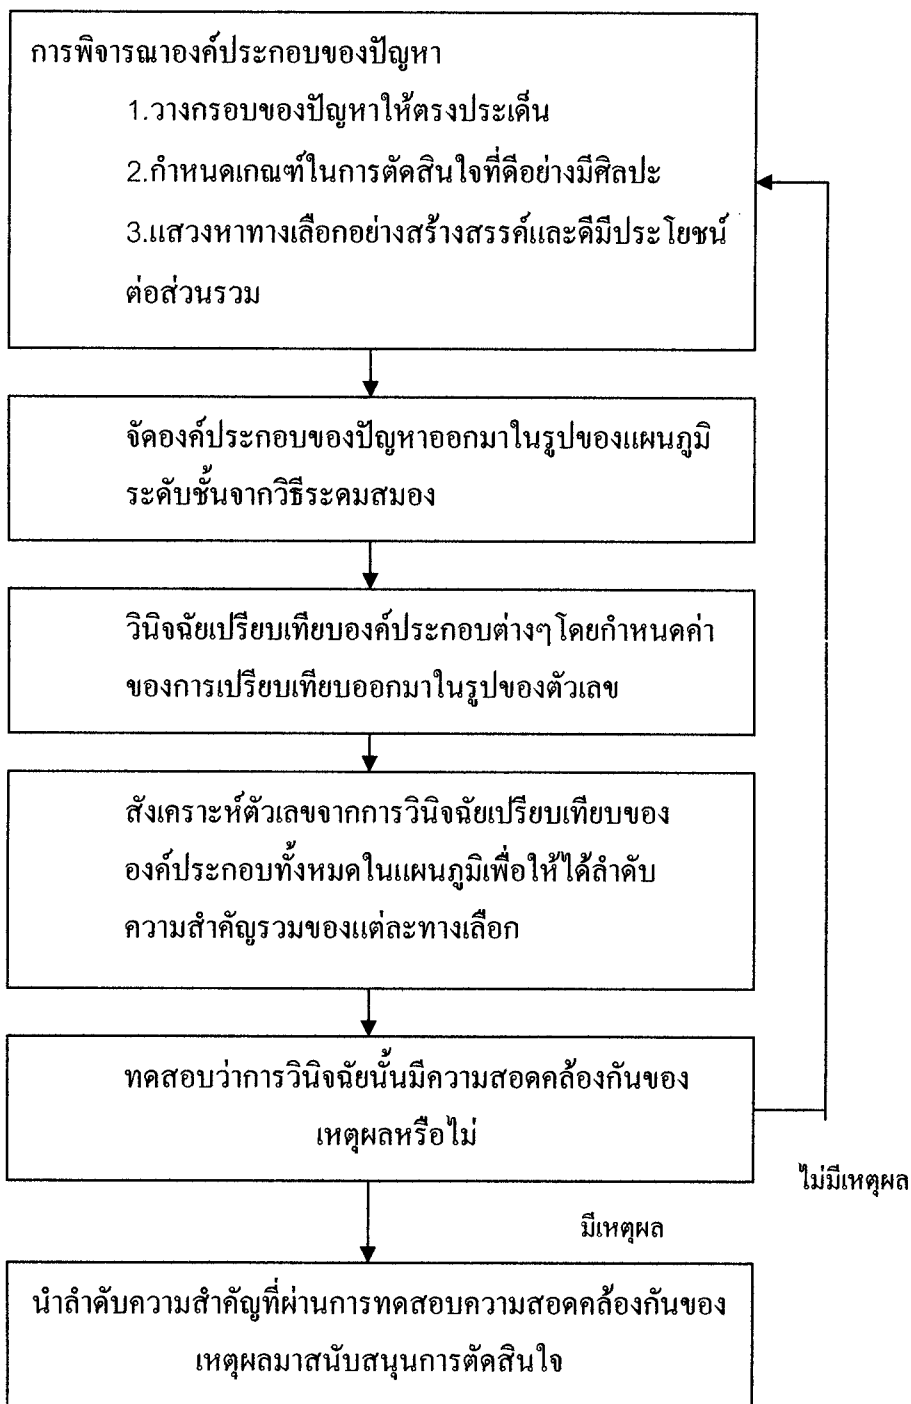 การพิจารณาองค์ประกอบของปัญหา
1.วางกรอบของปัญหาให้ตรงประเด็น
2.กำหนดเกณฑ์ในการตัดสินใจที่ดีอย่างมีศิลปะ
3.แสวงหาทางเลือกอย่างสร้างสรรค์และดีมีประโยชน์
ต่อส่วนรวม
จัดองค์ประกอบของปัญหาออกมาในรูปของแผนภูมิ
ระดับชั้นจากวิธีระดมสมอง
วินิจฉัยเปรียบเทียบองค์ประกอบต่างๆโดยกำหนดค่า
ของการเปรียบเทียบออกมาในรูปของตัวเลข
สังเคราะห์ตัวเลขจากการวินิจฉัยเปรียบเทียบของ
องค์ประกอบทั้งหมดในแผนภูมิเพื่อให้ได้ลำดับ
ความสำคัญรวมของแต่ละทางเลือก
ทดสอบว่าการวินิจฉัยนั้นมีความสอดคล้องกันของ
เหตุผลหรือไม่
ไม่มีเหตุผล
มีเหตุผล
นำลำดับความสำคัญที่ผ่านการทดสอบความสอดคล้องกันของ
เหตุผลมาสนับสนุนการตัดสินใจ